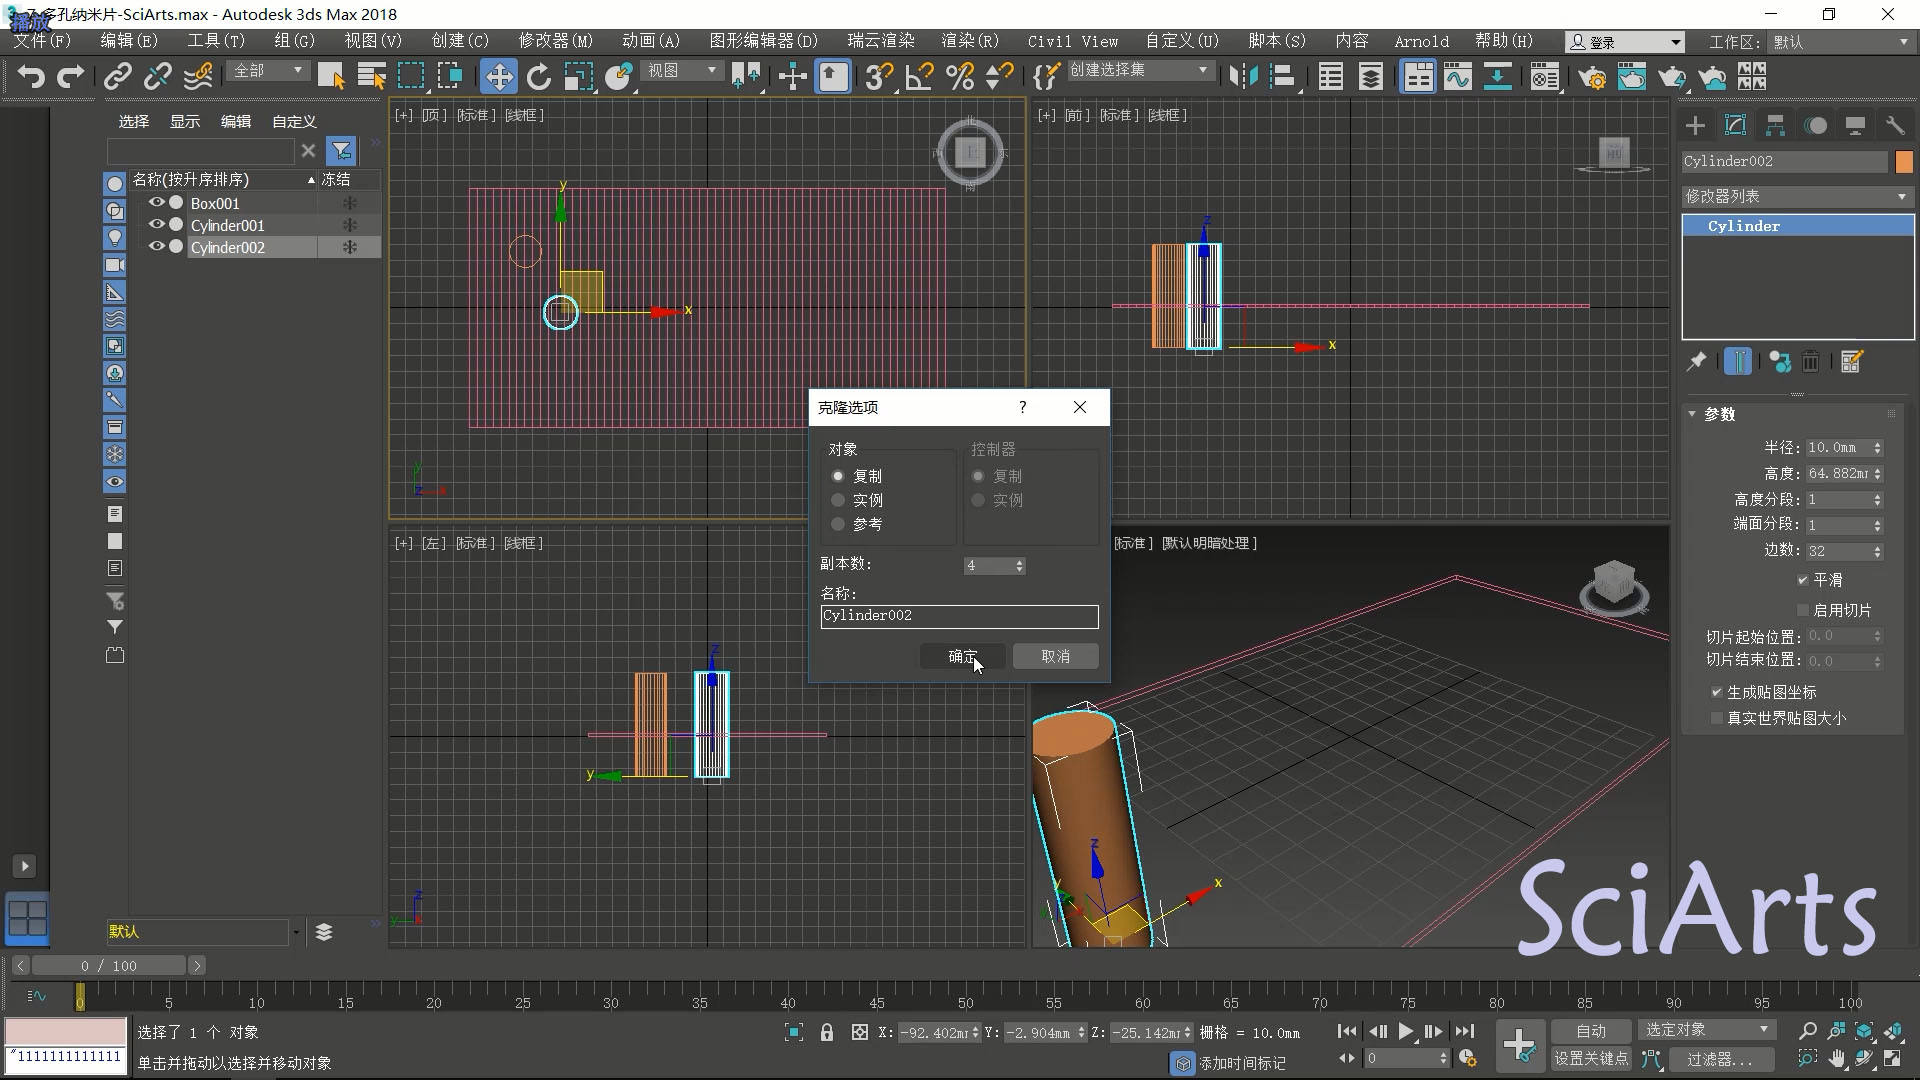 7-多孔纳米片-SciArts.max - Autodesk 3ds Max 2018
播放
文件(F) 编辑(E) 工具(T) 组(G) 视图(V) 创建(C) 修改器(M) 动画(A) 图形编辑器(D) 瑞云渲染 渲染(R) Civil View 自定义(U) 脚本(S) 内容 Arnold 帮助(H) 登录 工作区: 默认
全部 视图 创建选择集
选择 显示 编辑 自定义
名称(按升序排序) 冻结
Box001
Cylinder001
Cylinder002
默认
[+] [顶] [标准] [线框]
北
西 上 东
南
y
x
y
z
[+] [前] [标准] [线框]
前
z
x
[+] [左] [标准] [线框]
z
y
z
y
[标准] [默认明暗处理]
z
y
x
克隆选项 ?
对象 控制器
复制 复制
实例 实例
参考
副本数: 4
名称:
Cylinder002
确定 取消
Cylinder002
修改器列表
Cylinder
参数
半径: 10.0mm
高度: 64.882m
高度分段: 1
端面分段: 1
边数: 32
平滑
启用切片
切片起始位置: 0.0
切片结束位置: 0.0
生成贴图坐标
真实世界贴图大小
SciArts
0 / 100
0 5 10 15 20 25 30 35 40 45 50 55 60 65 70 75 80 85 90 95 100
选择了 1 个 对象
X: -92.402m Y: -2.904mm Z: -25.142m 栅格 = 10.0mm
自动 选定对象
"1111111111111
单击并拖动以选择并移动对象
添加时间标记
0
设置关键点 过滤器...